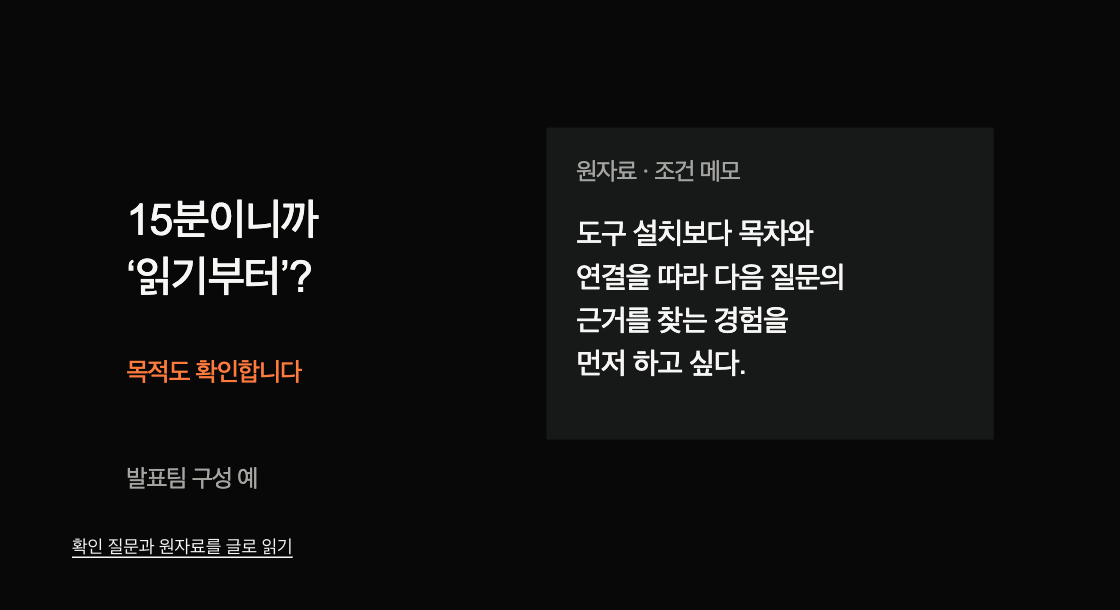 15분이니까
‘읽기부터’?
목적도 확인합니다
발표팀 구성 예
확인 질문과 원자료를 글로 읽기
원자료 · 조건 메모
도구 설치보다 목차와
연결을 따라 다음 질문의
근거를 찾는 경험을
먼저 하고 싶다.